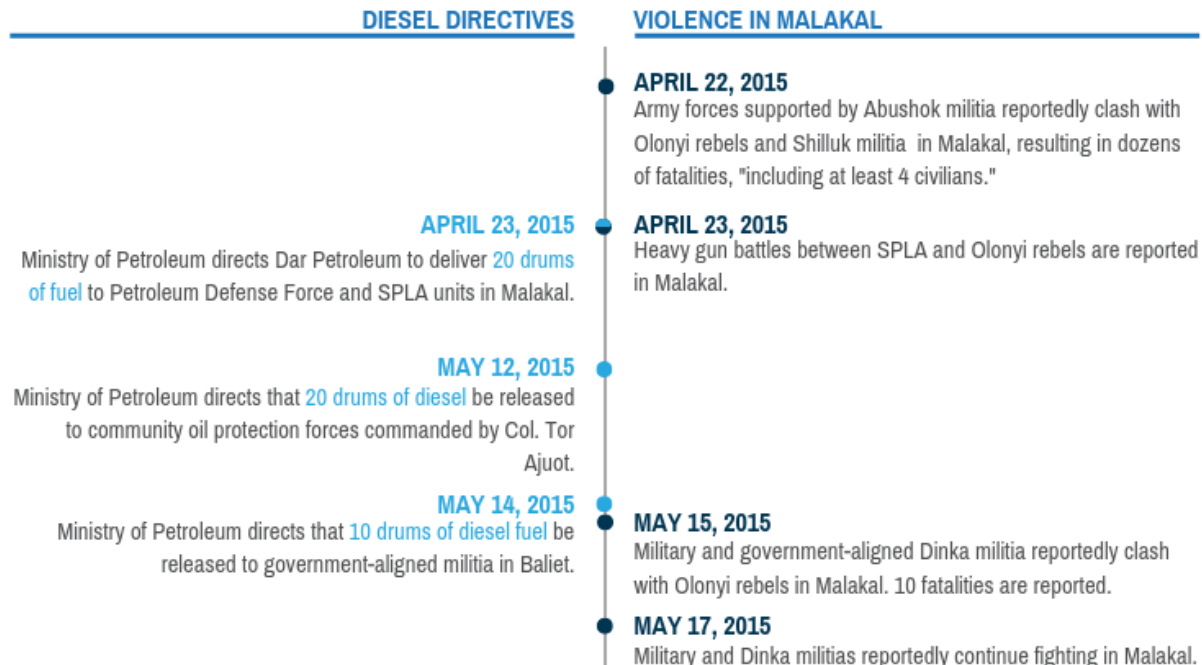 DIESEL DIRECTIVES
VIOLENCE IN MALAKAL
APRIL 22, 2015
Army forces supported by Abushok militia reportedly clash with
Olonyi rebels and Shilluk militia in Malakal, resulting in dozens
of fatalities, "including at least 4 civilians."
APRIL 23, 2015
Ministry of Petroleum directs Dar Petroleum to deliver 20 drums
of fuel to Petroleum Defense Force and SPLA units in Malakal.
APRIL 23, 2015
Heavy gun battles between SPLA and Olonyi rebels are reported
in Malakal.
MAY 12, 2015
Ministry of Petroleum directs that 20 drums of diesel be released
to community oil protection forces commanded by Col. Tor
Ajuot.
MAY 14, 2015
Ministry of Petroleum directs that 10 drums of diesel fuel be
released to government-aligned militia in Baliet.
MAY 15, 2015
Military and government-aligned Dinka militia reportedly clash
with Olonyi rebels in Malakal. 10 fatalities are reported.
MAY 17, 2015
Military and Dinka militias reportedly continue fighting in Malakal.